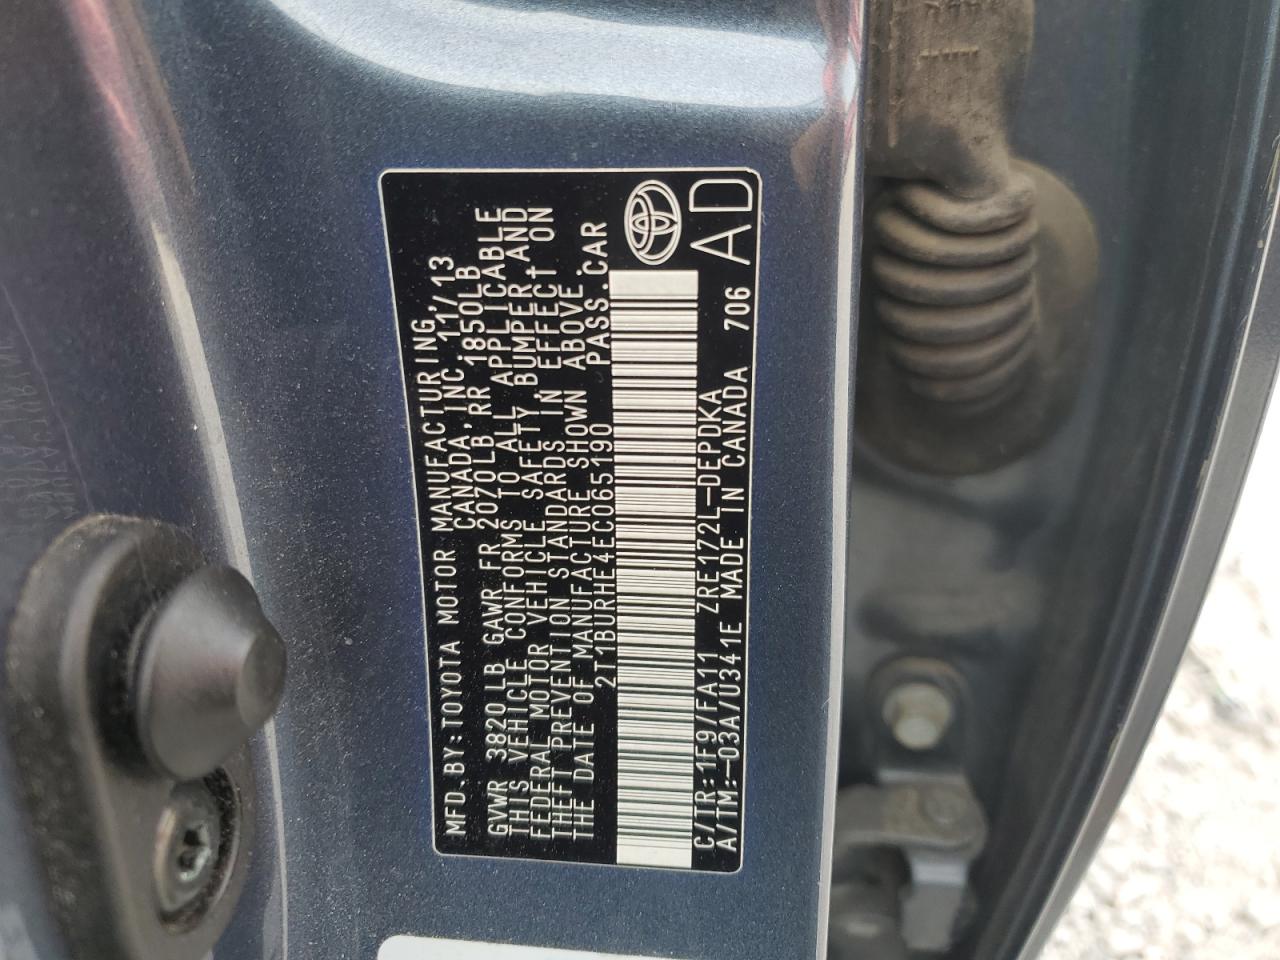 MFD.BY:TOYOTA MOTOR MANUFACTURING,
CANADA,INC. 11/13
GVWR 3820 LB GAWR FR 2070LB,RR 1850LB
THIS VEHICLE CONFORMS TO ALL APPLICABLE
FEDERAL MOTOR VEHICLE SAFETY,BUMPER,AND
THEFT PREVENTION STANDARDS IN EFFECT ON
THE DATE OF MANUFACTURE SHOWN ABOVE.
2T1BURHE4EC065190 PASS.CAR
C/TR:1F9/FA11 ZRE172L-DEPDKA
A/TM:-03A/U341E MADE IN CANADA 706
AD